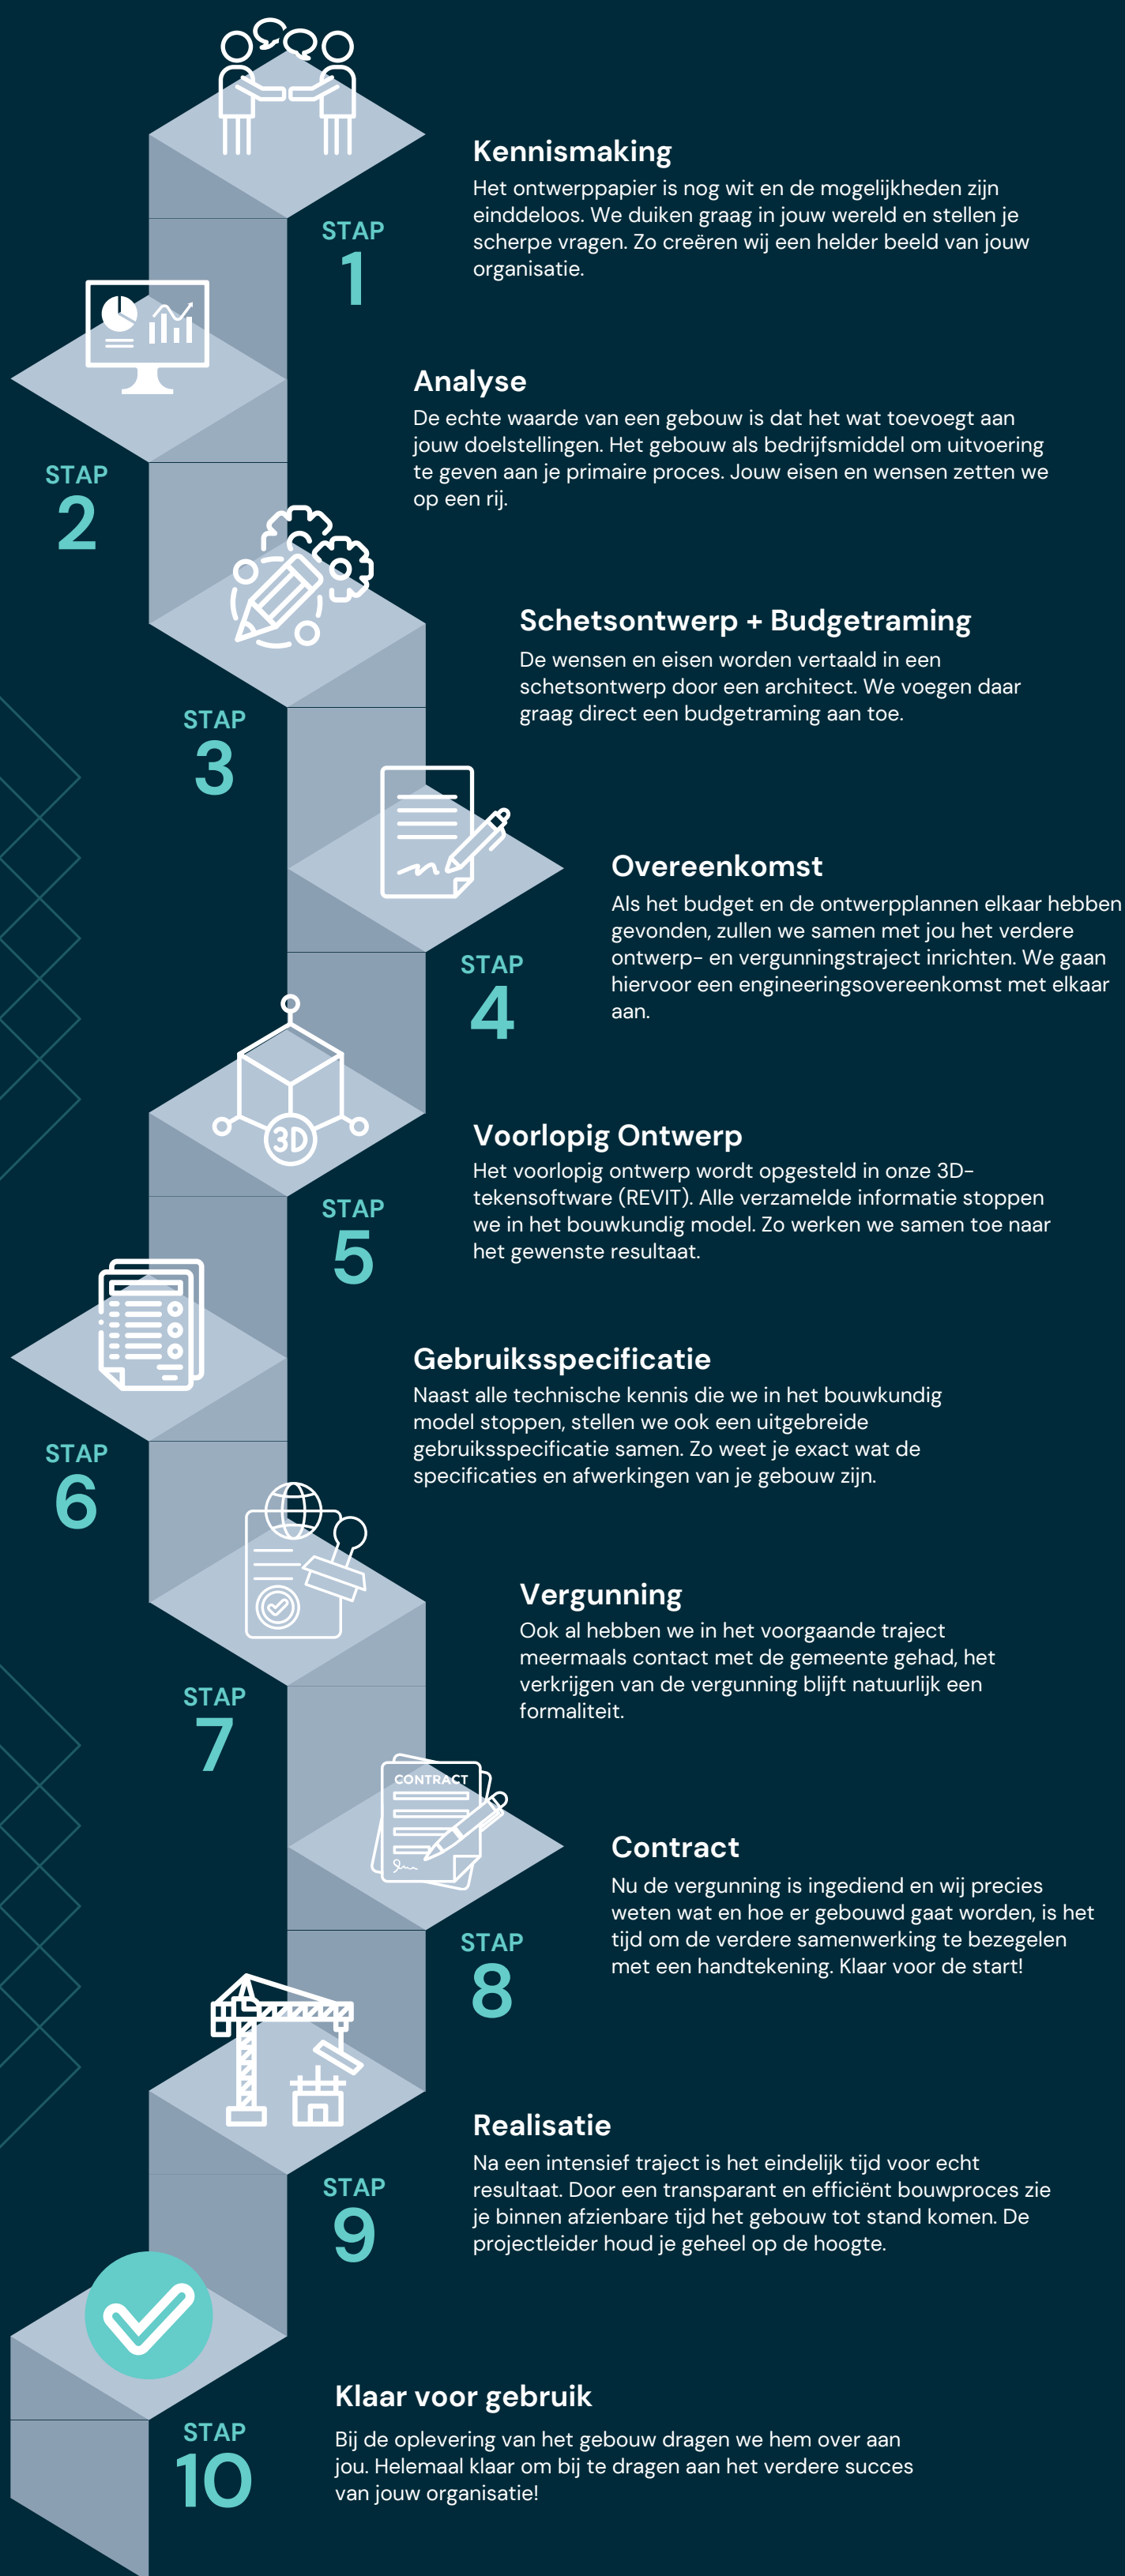 Kennismaking
Het ontwerppapier is nog wit en de mogelijkheden zijn
einddeloos. We duiken graag in jouw wereld en stellen je
scherpe vragen. Zo creëren wij een helder beeld van jouw
organisatie.
STAP
1
Analyse
De echte waarde van een gebouw is dat het wat toevoegt aan
jouw doelstellingen. Het gebouw als bedrijfsmiddel om uitvoering
te geven aan je primaire proces. Jouw eisen en wensen zetten we
op een rij.
STAP
2
Schetsontwerp + Budgetraming
De wensen en eisen worden vertaald in een
schetsontwerp door een architect. We voegen daar
graag direct een budgetraming aan toe.
STAP
3
Overeenkomst
Als het budget en de ontwerpplannen elkaar hebben
gevonden, zullen we samen met jou het verdere
ontwerp- en vergunningstraject inrichten. We gaan
hiervoor een engineeringsovereenkomst met elkaar
aan.
STAP
4
3D
Voorlopig Ontwerp
Het voorlopig ontwerp wordt opgesteld in onze 3D-
tekensoftware (REVIT). Alle verzamelde informatie stoppen
we in het bouwkundig model. Zo werken we samen toe naar
het gewenste resultaat.
STAP
5
Gebruiksspecificatie
Naast alle technische kennis die we in het bouwkundig
model stoppen, stellen we ook een uitgebreide
gebruiksspecificatie samen. Zo weet je exact wat de
specificaties en afwerkingen van je gebouw zijn.
STAP
6
Vergunning
Ook al hebben we in het voorgaande traject
meermaals contact met de gemeente gehad, het
verkrijgen van de vergunning blijft natuurlijk een
formaliteit.
STAP
7
CONTRACT
Contract
Nu de vergunning is ingediend en wij precies
weten wat en hoe er gebouwd gaat worden, is het
tijd om de verdere samenwerking te bezegelen
met een handtekening. Klaar voor de start!
STAP
8
Realisatie
Na een intensief traject is het eindelijk tijd voor echt
resultaat. Door een transparant en efficiënt bouwproces zie
je binnen afzienbare tijd het gebouw tot stand komen. De
projectleider houd je geheel op de hoogte.
STAP
9
Klaar voor gebruik
Bij de oplevering van het gebouw dragen we hem over aan
jou. Helemaal klaar om bij te dragen aan het verdere succes
van jouw organisatie!
STAP
10